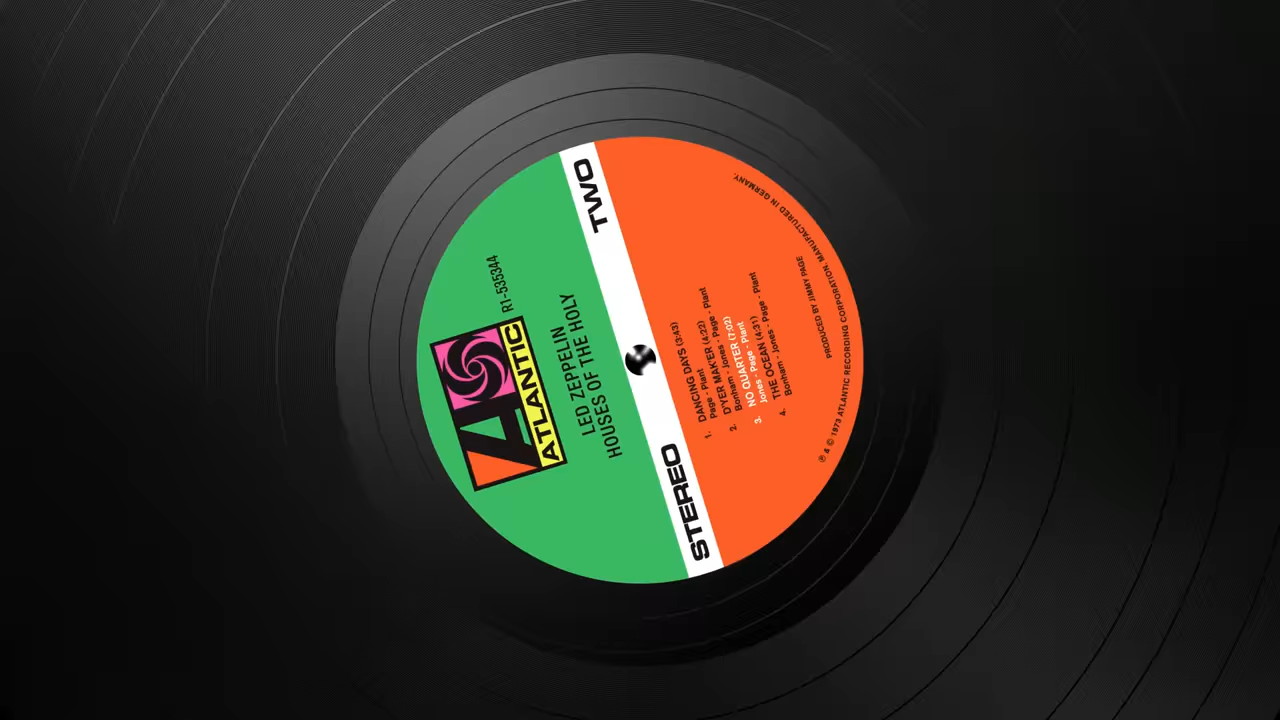 ATLANTIC
R1-535344
LED ZEPPELIN
HOUSES OF THE HOLY
STEREO
TWO
1. DANCING DAYS (3:43)
Page - Plant
2. D'YER MAK'ER (4:22)
Bonham - Jones - Page - Plant
3. NO QUARTER (7:02)
Jones - Page - Plant
4. THE OCEAN (4:31)
Bonham - Jones - Page - Plant
PRODUCED BY JIMMY PAGE
℗ & © 1973 ATLANTIC RECORDING CORPORATION. MANUFACTURED IN GERMANY.